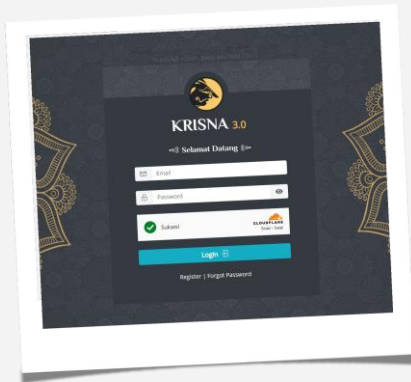 KRISNA 3.0
Selamat Datang
Email
Password
Sukses!
CLOUDFLARE
Login
Register | Forgot Password